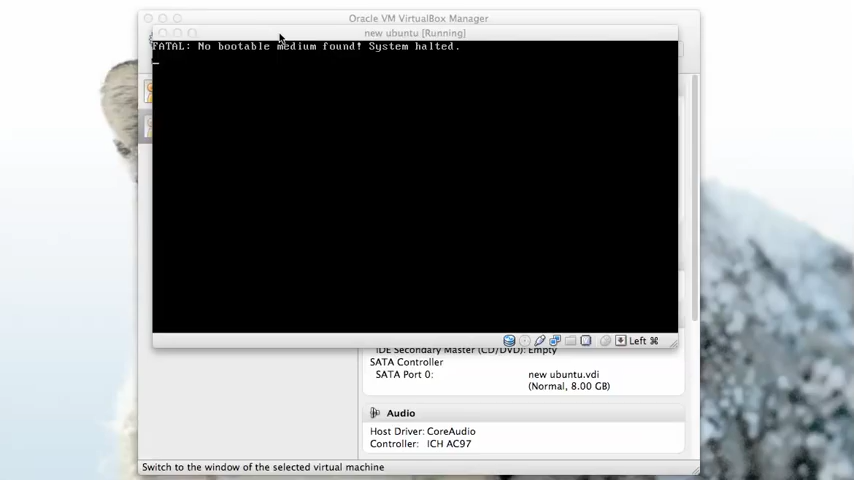 Oracle VM VirtualBox Manager
new ubuntu [Running]
FATAL: No bootable medium found! System halted.
Left ⌘
IDE Secondary Master (CD/DVD): Empty
SATA Controller
SATA Port 0: new ubuntu.vdi
(Normal, 8.00 GB)
Audio
Host Driver: CoreAudio
Controller: ICH AC97
Switch to the window of the selected virtual machine